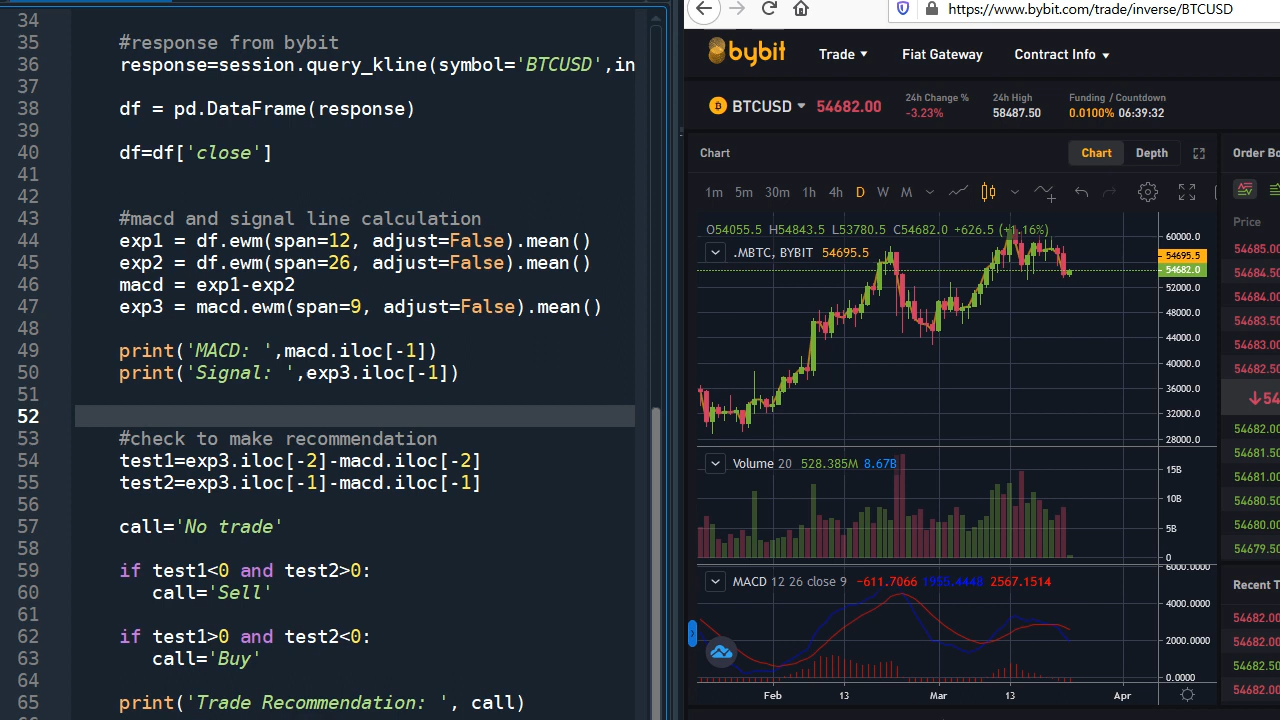 34
35 #response from bybit
36 response=session.query_kline(symbol='BTCUSD',in
37
38 df = pd.DataFrame(response)
39
40 df=df['close']
41
42
43 #macd and signal line calculation
44 exp1 = df.ewm(span=12, adjust=False).mean()
45 exp2 = df.ewm(span=26, adjust=False).mean()
46 macd = exp1-exp2
47 exp3 = macd.ewm(span=9, adjust=False).mean()
48
49 print('MACD: ',macd.iloc[-1])
50 print('Signal: ',exp3.iloc[-1])
51
52
53 #check to make recommendation
54 test1=exp3.iloc[-2]-macd.iloc[-2]
55 test2=exp3.iloc[-1]-macd.iloc[-1]
56
57 call='No trade'
58
59 if test1<0 and test2>0:
60 call='Sell'
61
62 if test1>0 and test2<0:
63 call='Buy'
64
65 print('Trade Recommendation: ', call)
https://www.bybit.com/trade/inverse/BTCUSD
bybit Trade Fiat Gateway Contract Info
BTCUSD 54682.00
24h Change % 24h High Funding / Countdown
-3.23% 58487.50 0.0100% 06:39:32
Chart Chart Depth
1m 5m 30m 1h 4h D W M
O54055.5 H54843.5 L53780.5 C54682.0 +626.5 (+1.16%)
.MBTC, BYBIT 54695.5
60000.0
54695.5
54682.0
52000.0
48000.0
44000.0
40000.0
36000.0
32000.0
28000.0
Volume 20 528.385M 8.67B
15B
10B
5B
0
MACD 12 26 close 9 -611.7066 1955.4448 2567.1514
6000.0000
4000.0000
2000.0000
0.0000
Feb 13 Mar 13 Apr
Order Bo
Price
54685.00
54684.50
54684.00
54683.50
54683.00
54682.50
↓54
54682.00
54681.50
54681.00
54680.50
54680.00
54679.50
Recent T
54682.00
54682.00
54682.50
54682.00